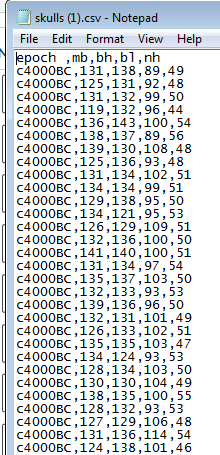 skulls (1).csv - Notepad
File Edit Format View Help
epoch ,mb,bh,bl,nh
c4000BC,131,138,89,49
c4000BC,125,131,92,48
c4000BC,131,132,99,50
c4000BC,119,132,96,44
c4000BC,136,143,100,54
c4000BC,138,137,89,56
c4000BC,139,130,108,48
c4000BC,125,136,93,48
c4000BC,131,134,102,51
c4000BC,134,134,99,51
c4000BC,129,138,95,50
c4000BC,134,121,95,53
c4000BC,126,129,109,51
c4000BC,132,136,100,50
c4000BC,141,140,100,51
c4000BC,131,134,97,54
c4000BC,135,137,103,50
c4000BC,132,133,93,53
c4000BC,139,136,96,50
c4000BC,132,131,101,49
c4000BC,126,133,102,51
c4000BC,135,135,103,47
c4000BC,134,124,93,53
c4000BC,128,134,103,50
c4000BC,130,130,104,49
c4000BC,138,135,100,55
c4000BC,128,132,93,53
c4000BC,127,129,106,48
c4000BC,131,136,114,54
c4000BC,124,138,101,46